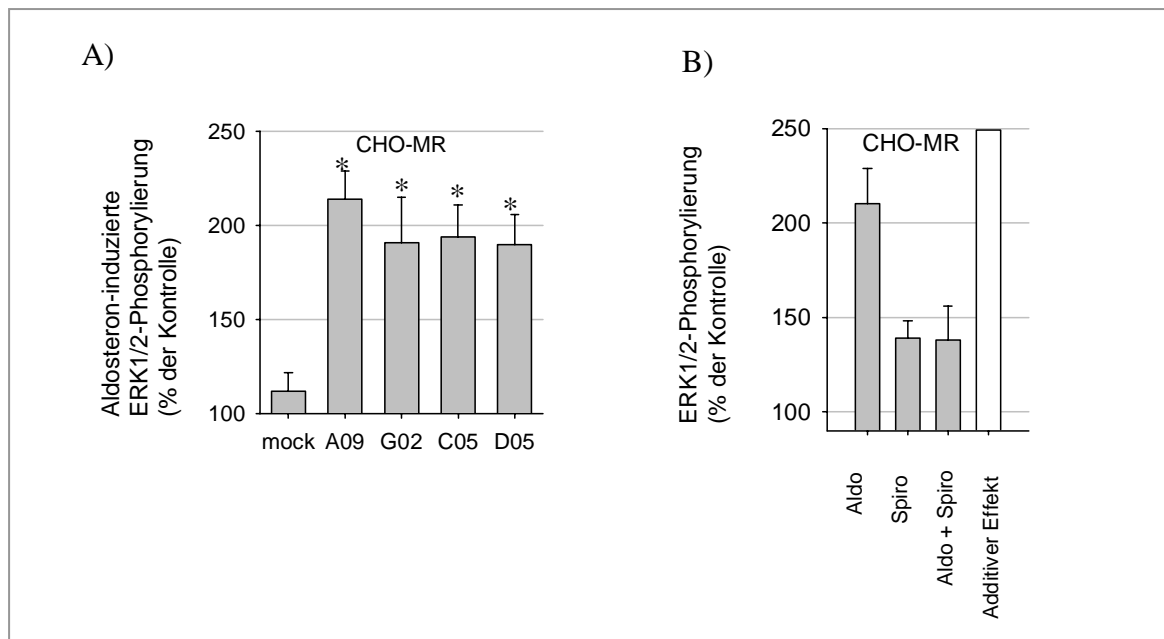 A)
Aldosteron-induzierte
ERK1/2-Phosphorylierung
(% der Kontrolle)
250
200
150
100
CHO-MR
*
*
*
*
mock A09 G02 C05 D05
B)
ERK1/2-Phosphorylierung
(% der Kontrolle)
250
200
150
100
CHO-MR
Aldo
Spiro
Aldo + Spiro
Additiver Effekt